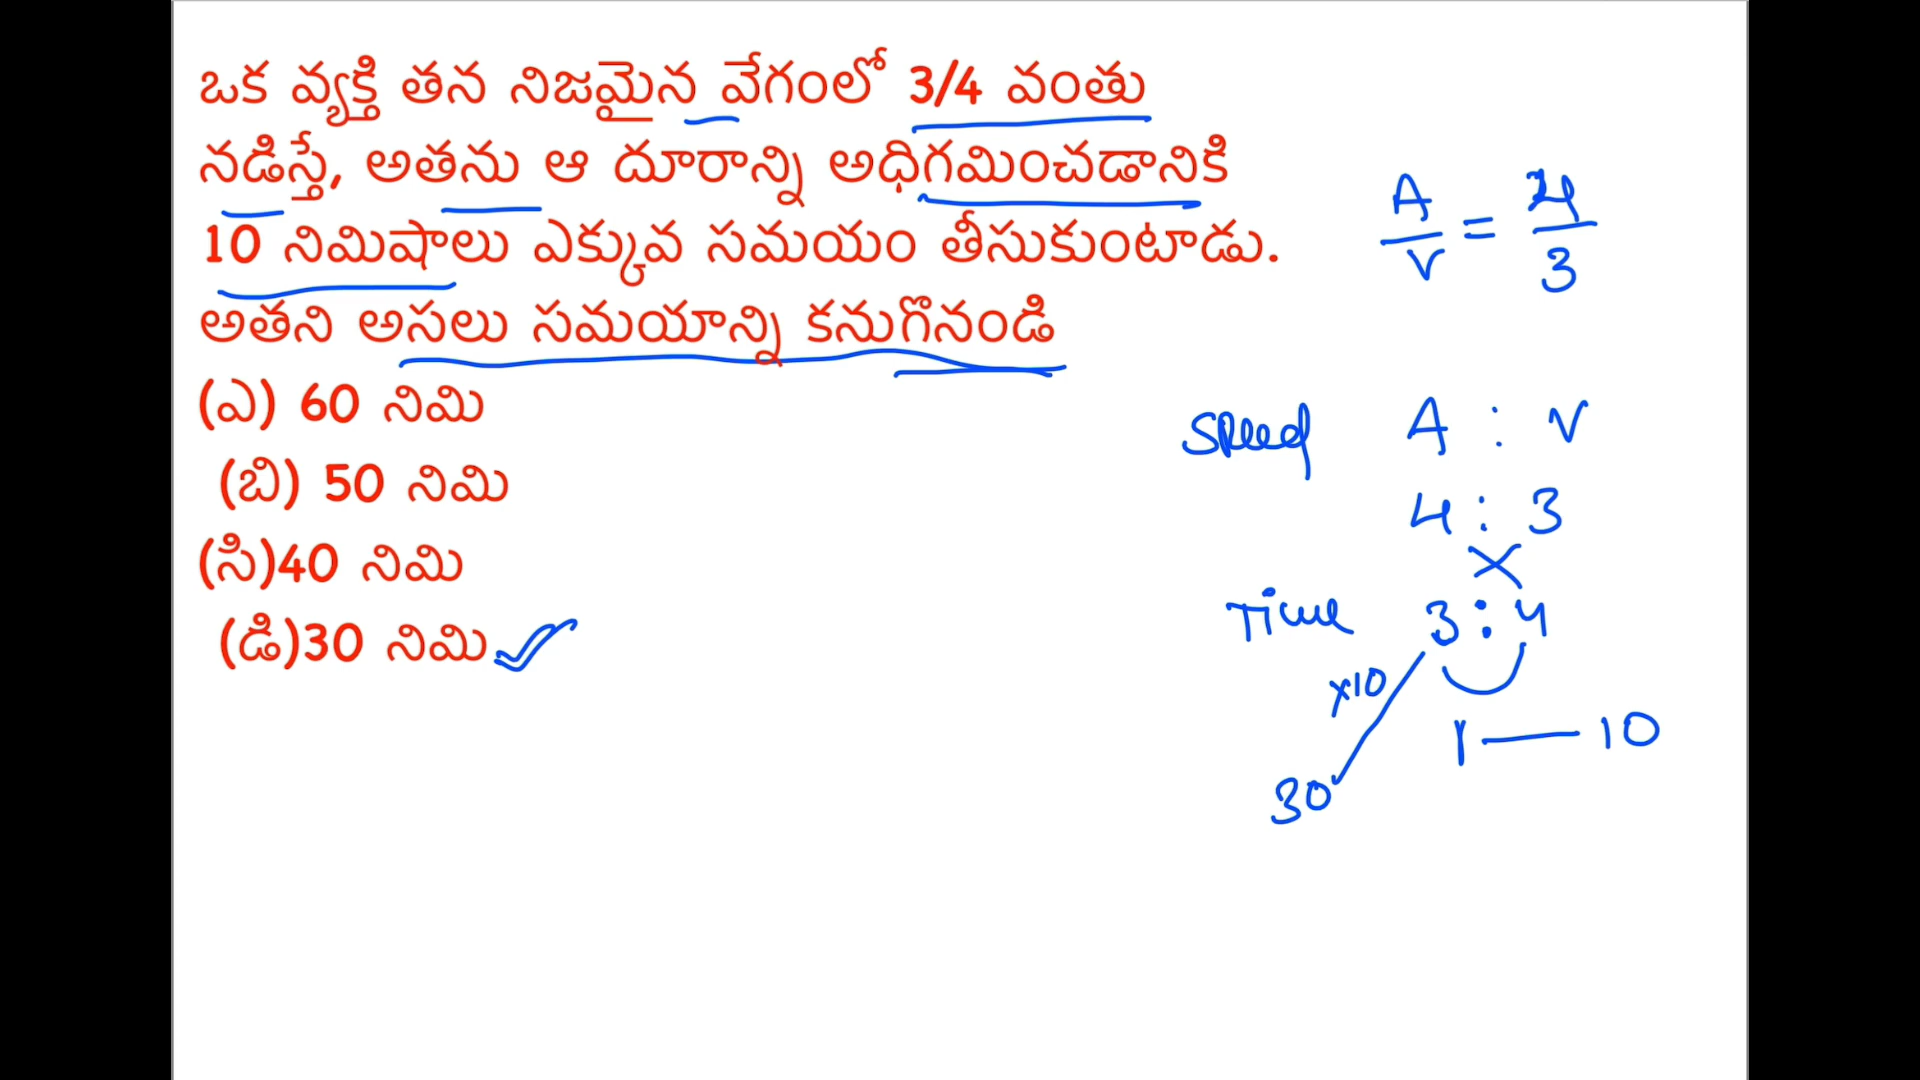 ఒక వ్యక్తి తన నిజమైన వేగంలో 3/4 వంతు
నడిస్తే, అతను ఆ దూరాన్ని అధిగమించడానికి
10 నిమిషాలు ఎక్కువ సమయం తీసుకుంటాడు.
అతని అసలు సమయాన్ని కనుగొనండి
(ఎ) 60 నిమి
(బి) 50 నిమి
(సి)40 నిమి
(డి)30 నిమి
A/V = 4/3
Speed A : V
4 : 3
Time 3 : 4
×10
1 — 10
30